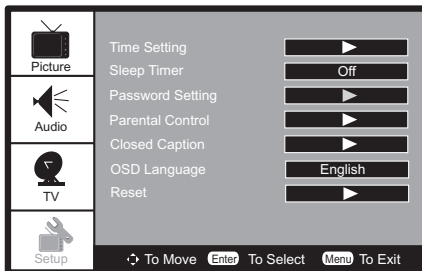 Picture
Audio
TV
Setup
Time Setting
Sleep Timer Off
Password Setting
Parental Control
Closed Caption
OSD Language English
Reset
To Move Enter To Select Menu To Exit